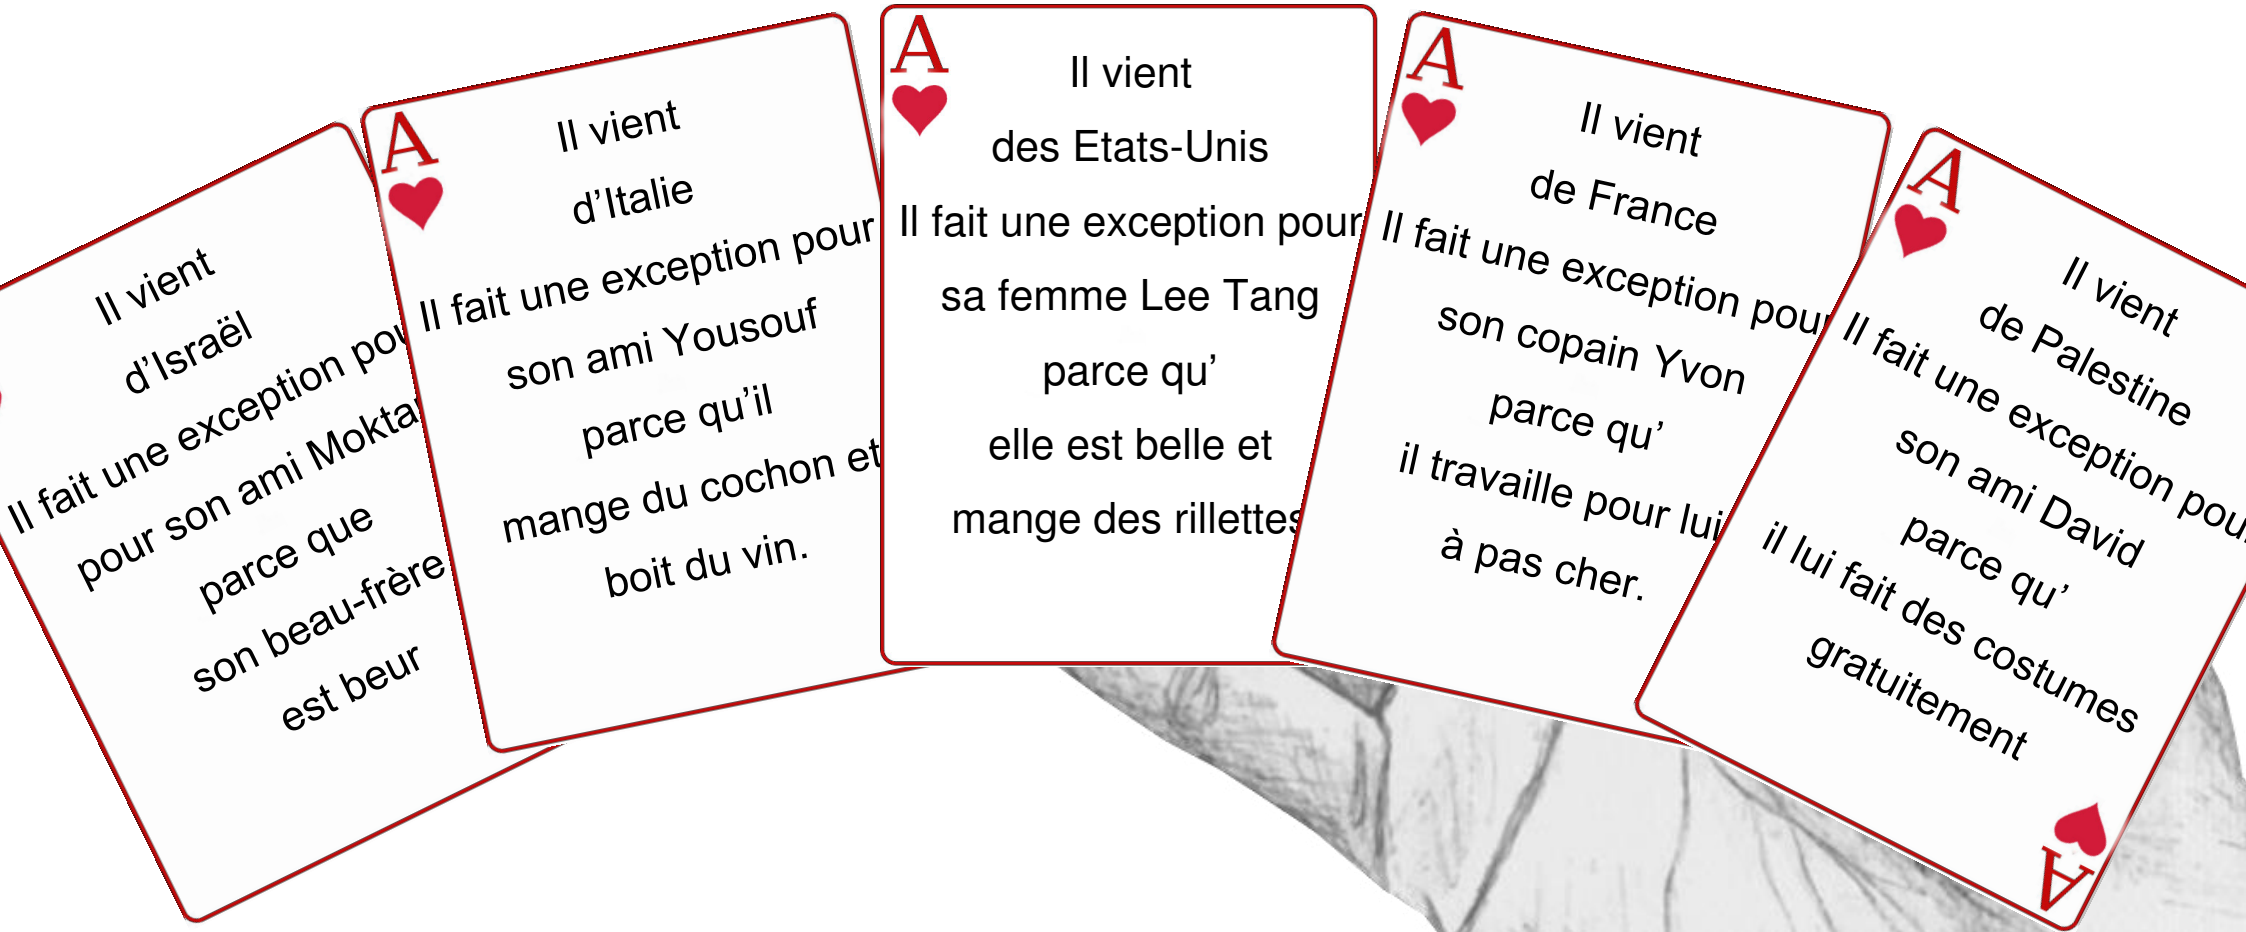 Il vient
d'Israël
Il fait une exception
pour son ami
parce que
son beau-frère
est beur
A
Il vient
d'Italie
Il fait une exception pour
son ami Yousouf
parce qu'il
mange du cochon et
boit du vin.
A
Il vient
des Etats-Unis
Il fait une exception pour
sa femme Lee Tang
parce qu'
elle est belle et
mange des rillettes
A
Il vient
de France
Il fait une exception pour
son copain Yvon
parce qu'
il travaille pour lui
à pas cher.
A
Il vient
de Palestine
Il fait une exception pour
son ami David
parce qu'
il lui fait des costumes
gratuitement
A